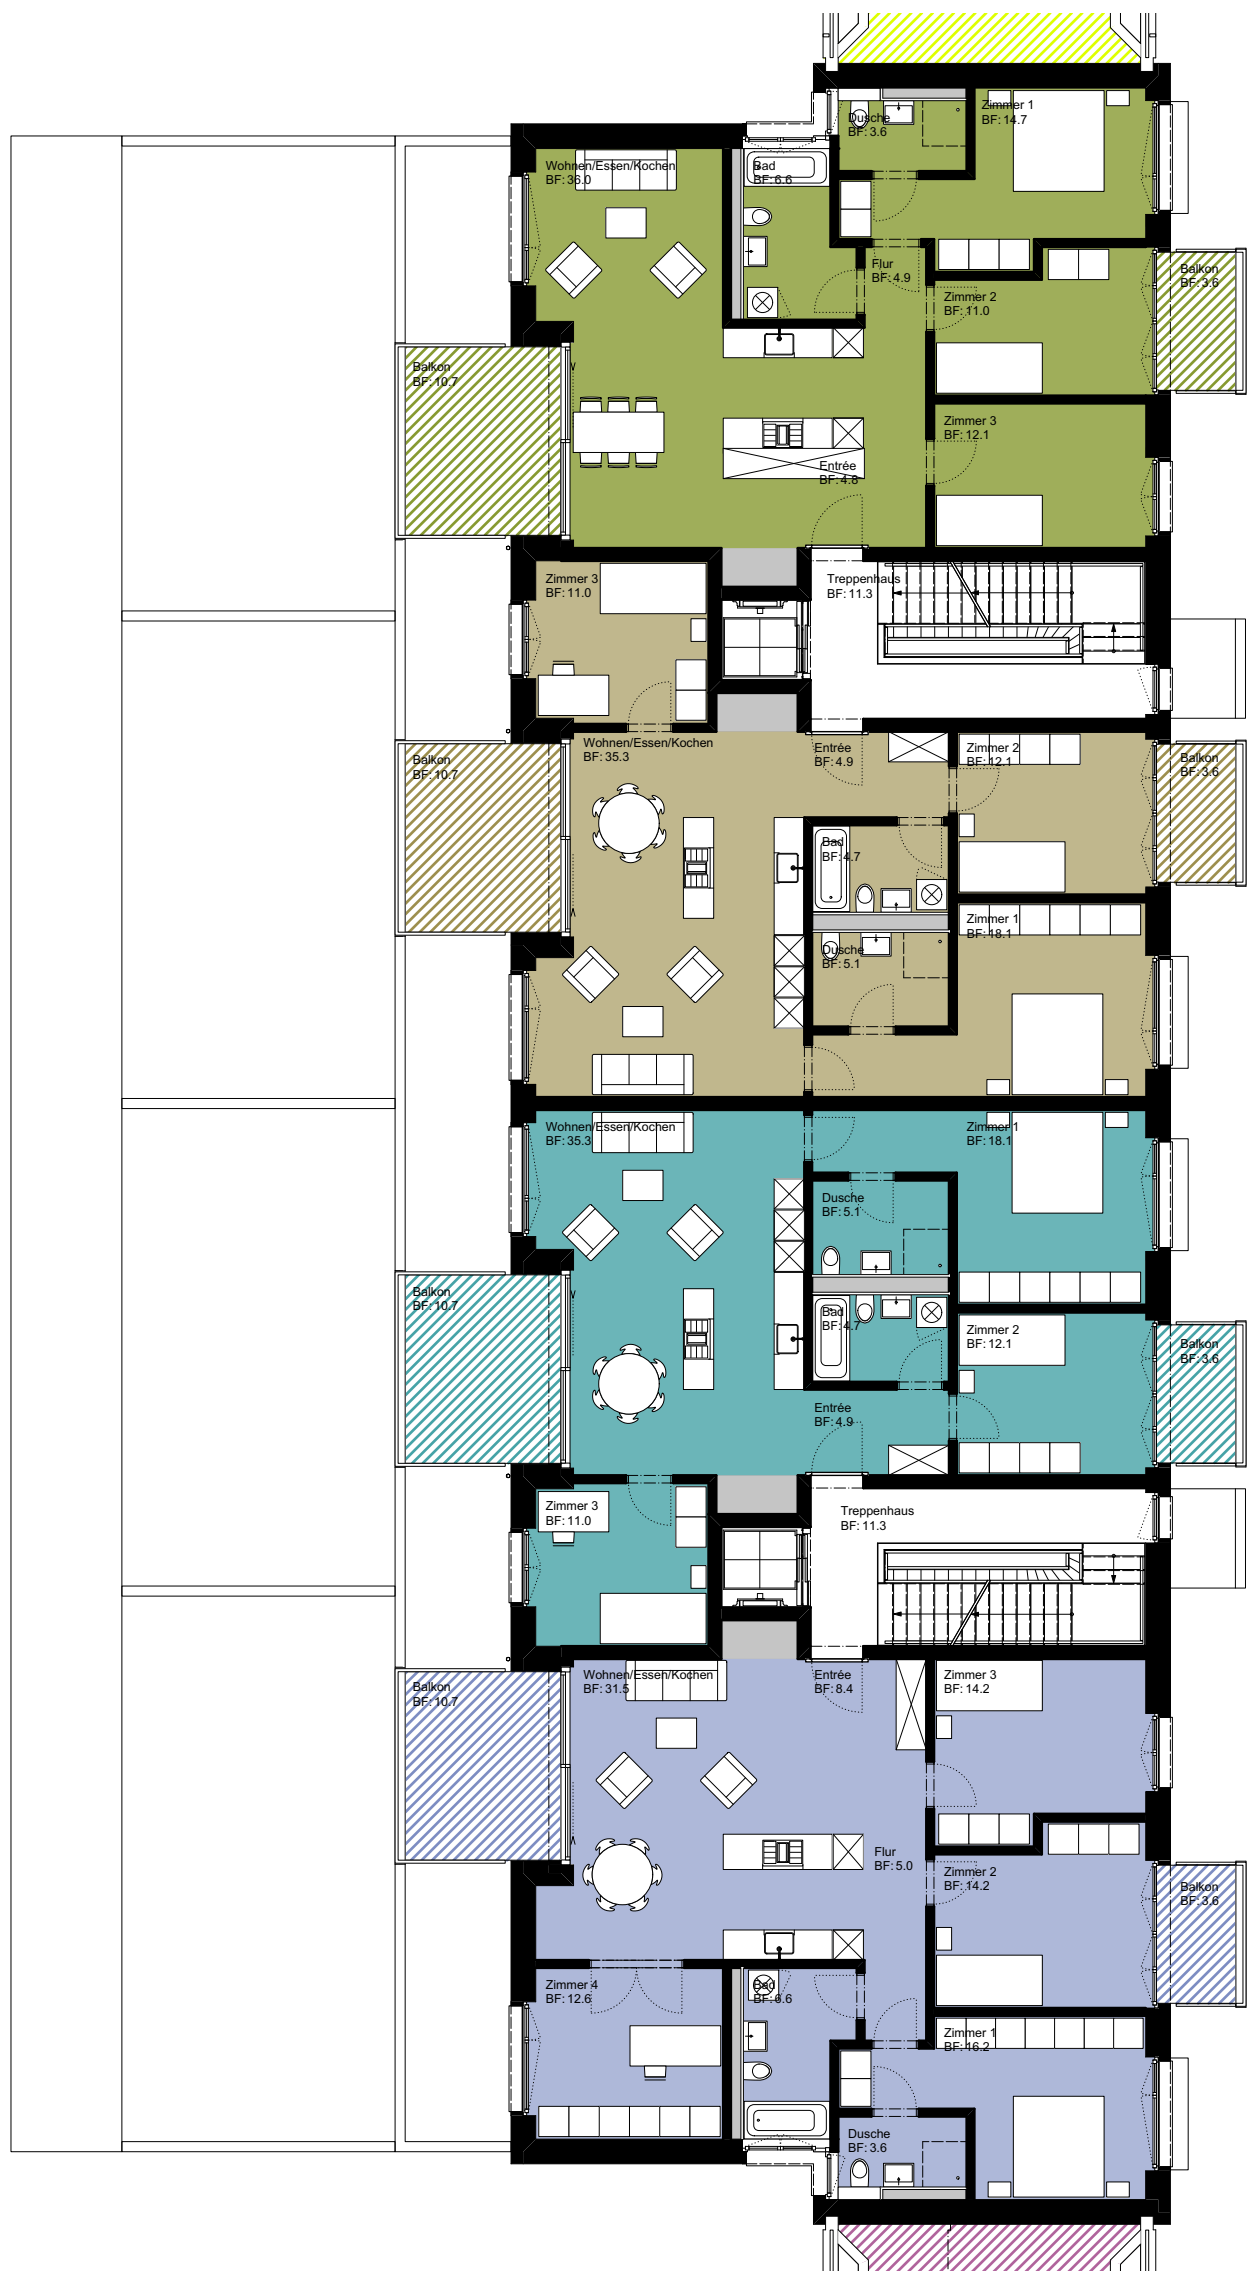 Dusche
BF: 3.6
Zimmer 1
BF: 14.7
Wohnen/Essen/Kochen
BF: 36.0
Bad
BF: 6.6
Flur
BF: 4.9
Balkon
BF: 3.6
Zimmer 2
BF: 11.0
Balkon
BF: 10.7
Zimmer 3
BF: 12.1
Entrée
BF: 4.8
Zimmer 3
BF: 11.0
Treppenhaus
BF: 11.3
Wohnen/Essen/Kochen
BF: 35.3
Entrée
BF: 4.9
Zimmer 2
BF: 12.1
Balkon
BF: 3.6
Balkon
BF: 10.7
Bad
BF: 4.7
Zimmer 1
BF: 18.1
Dusche
BF: 5.1
Wohnen/Essen/Kochen
BF: 35.3
Zimmer 1
BF: 18.1
Dusche
BF: 5.1
Balkon
BF: 10.7
Bad
BF: 4.7
Zimmer 2
BF: 12.1
Balkon
BF: 3.6
Entrée
BF: 4.9
Zimmer 3
BF: 11.0
Treppenhaus
BF: 11.3
Wohnen/Essen/Kochen
BF: 31.5
Entrée
BF: 8.4
Zimmer 3
BF: 14.2
Balkon
BF: 10.7
Flur
BF: 5.0
Zimmer 2
BF: 14.2
Balkon
BF: 3.6
Zimmer 4
BF: 12.6
Bad
BF: 6.6
Zimmer 1
BF: 16.2
Dusche
BF: 3.6